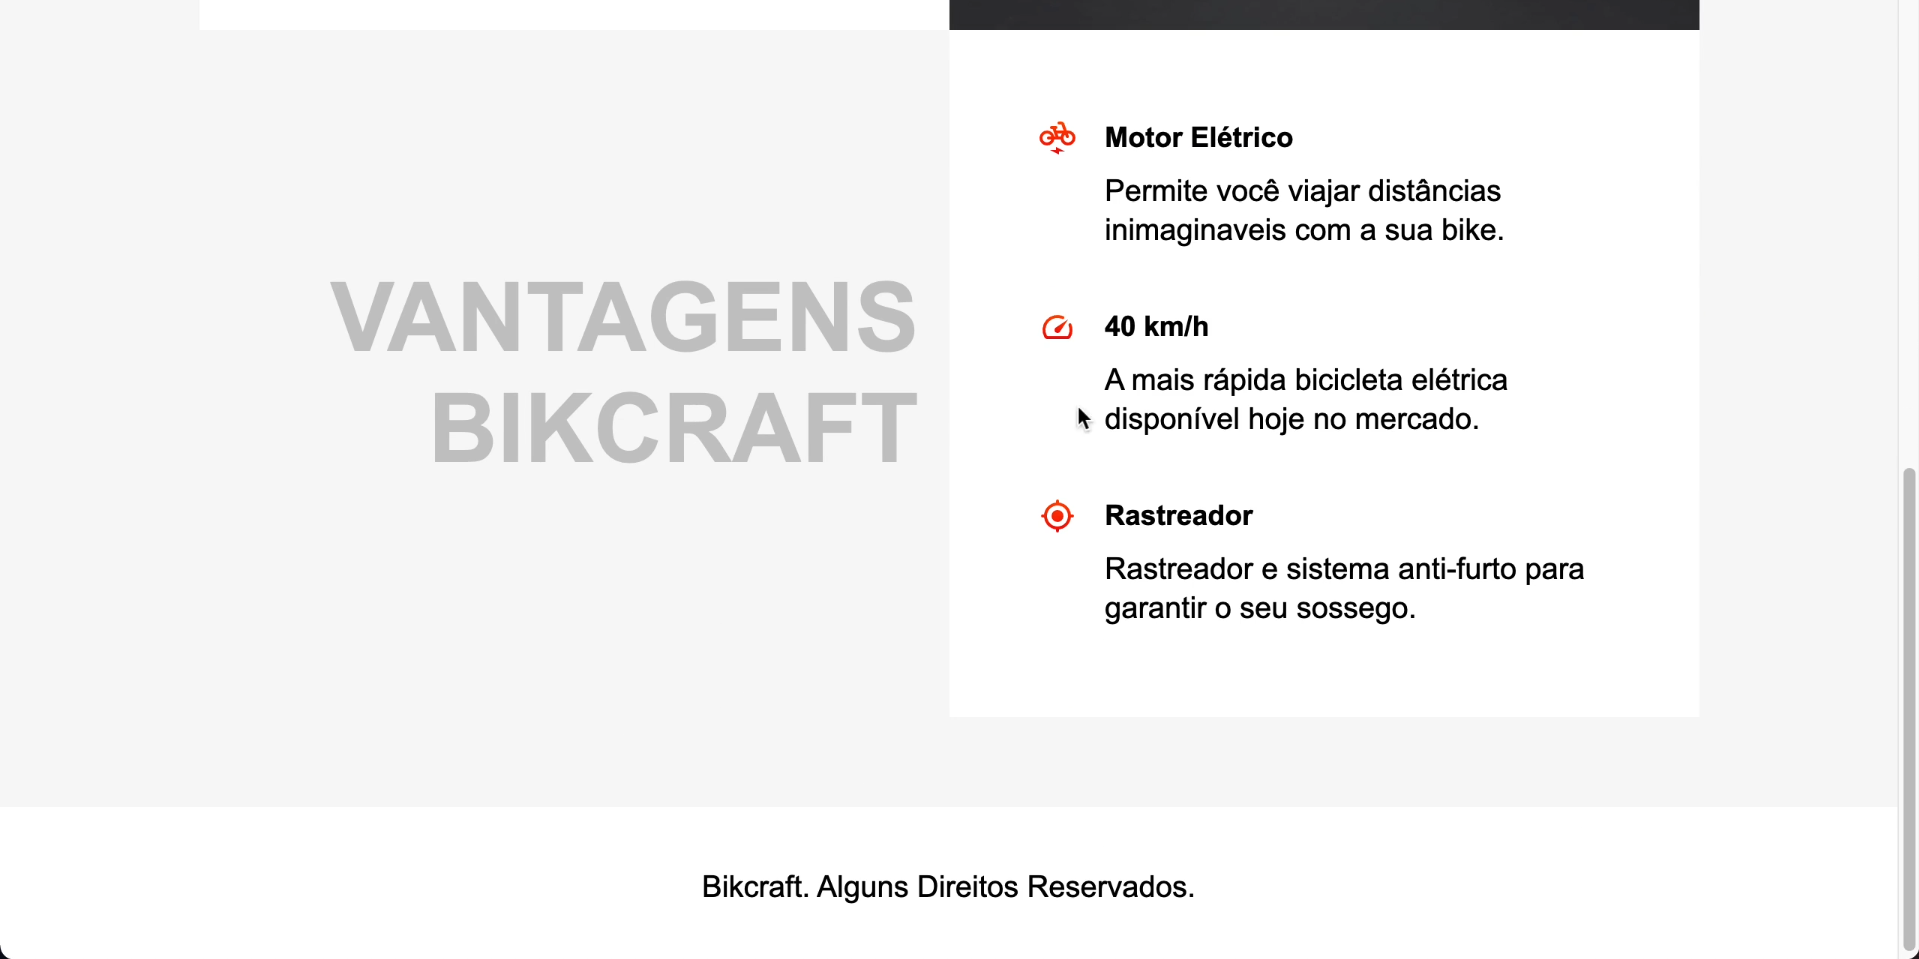 VANTAGENS
BIKCRAFT
Motor Elétrico
Permite você viajar distâncias
inimaginaveis com a sua bike.
40 km/h
A mais rápida bicicleta elétrica
disponível hoje no mercado.
Rastreador
Rastreador e sistema anti-furto para
garantir o seu sossego.
Bikcraft. Alguns Direitos Reservados.